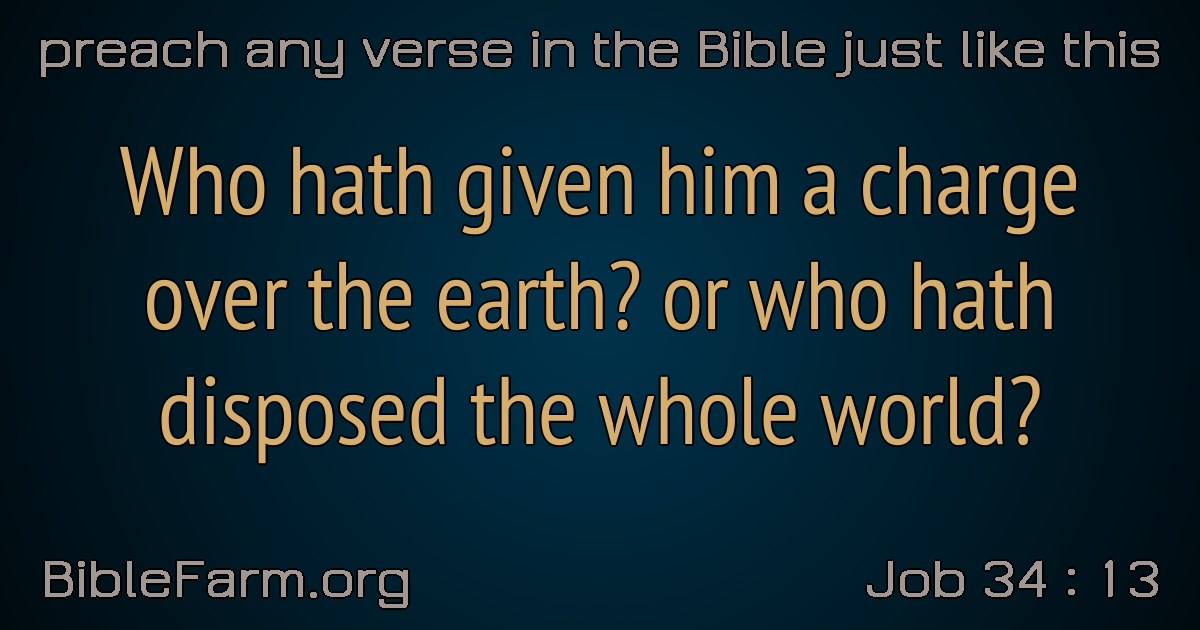 preach any verse in the Bible just like this
Who hath given him a charge
over the earth? or who hath
disposed the whole world?
BibleFarm.org
Job 34 : 13